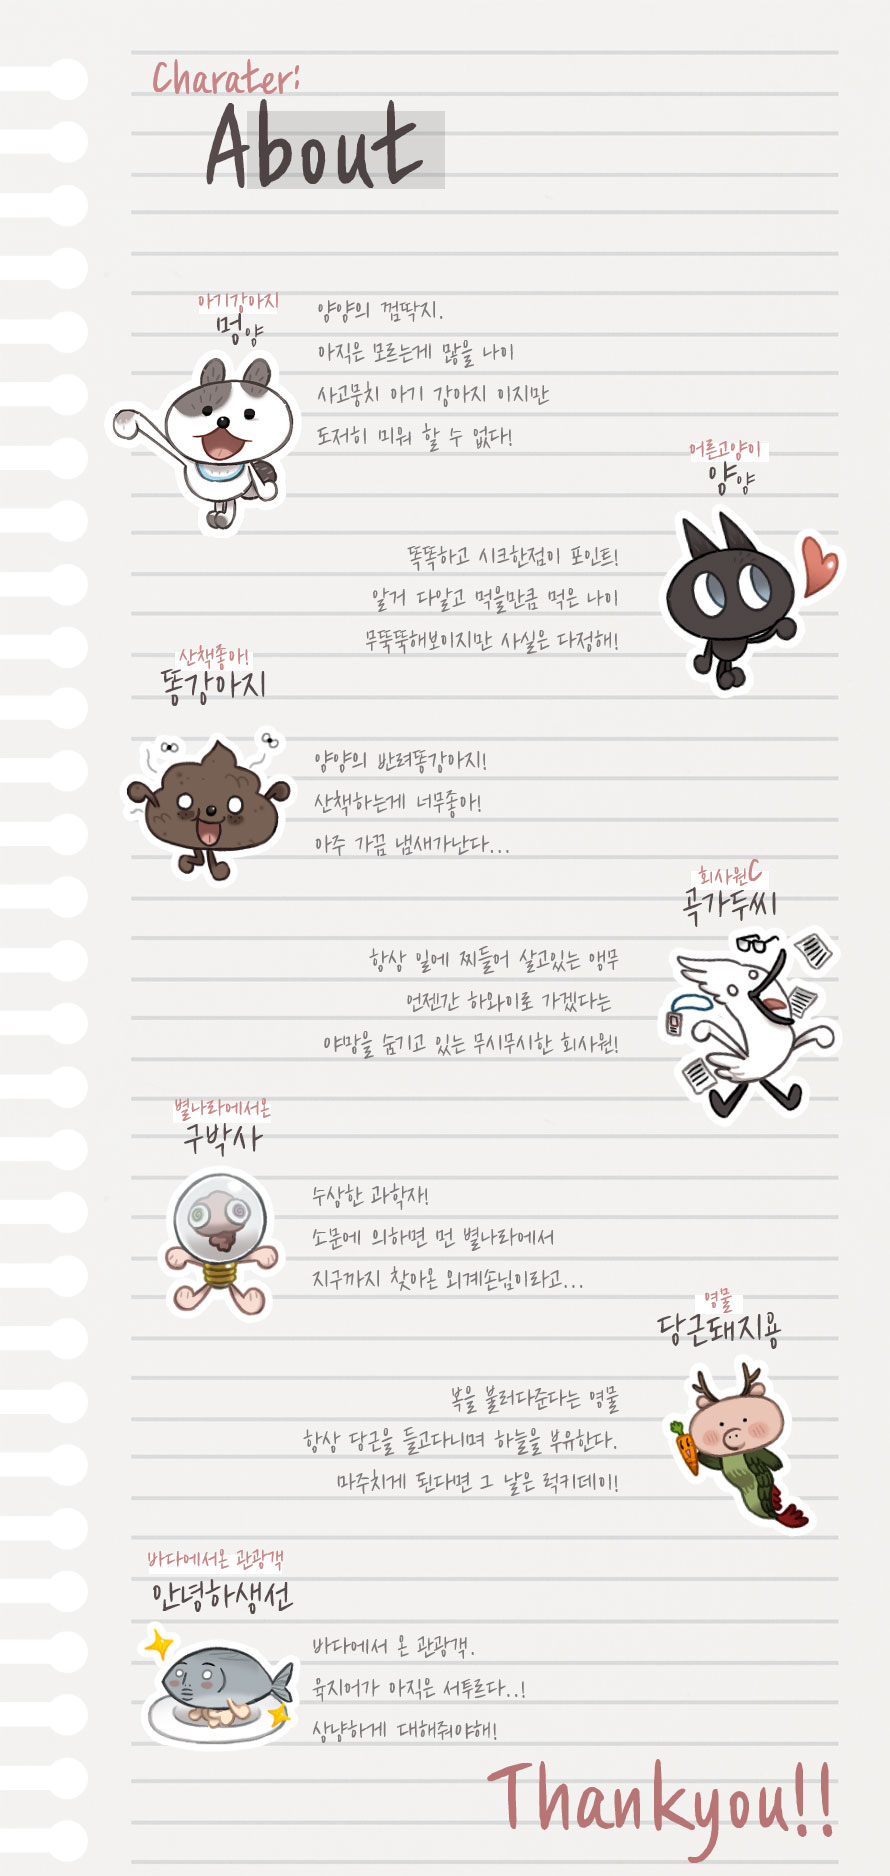 Charater:
About
아기강아지
멍양
양양의 껌딱지.
아직은 모르는게 많을 나이
사고뭉치 아기 강아지 이지만
도저히 미워 할 수 없다!
어른고양이
양양
똑똑하고 시크한점이 포인트!
알거 다알고 먹을만큼 먹은 나이
무뚝뚝해보이지만 사실은 다정해!
산책좋아!
똥강아지
양양의 반려똥강아지!
산책하는게 너무좋아!
아주 가끔 냄새가난다...
회사원C
곡가두씨
항상 일에 찌들어 살고있는 앵무
언젠간 하와이로 가겠다는
야망을 숨기고 있는 무시무시한 회사원!
별나라에서온
구박사
수상한 과학자!
소문에 의하면 먼 별나라에서
지구까지 찾아온 외계손님이라고...
영물
당근돼지용
복을 불러다준다는 영물
항상 당근을 들고다니며 하늘을 부유한다.
마주치게 된다면 그 날은 럭키데이!
바다에서온 관광객
안녕하생선
바다에서 온 관광객.
육지어가 아직은 서투르다..!
상냥하게 대해줘야해!
Thankyou!!